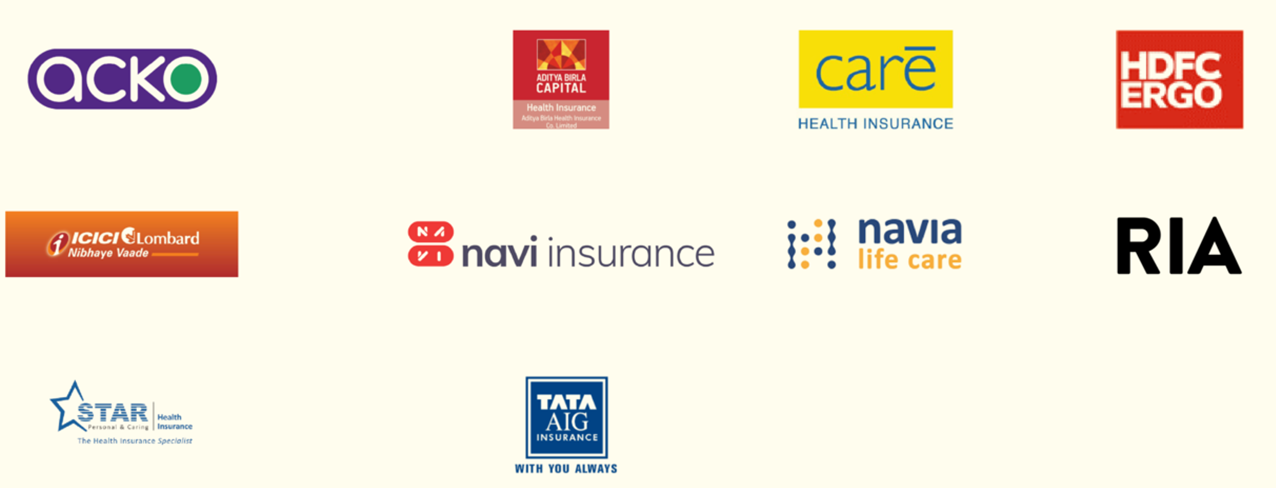 acko
ADITYA BIRLA
CAPITAL
Health Insurance
Aditya Birla Health Insurance
Co. Limited
carē
HEALTH INSURANCE
HDFC
ERGO
i ICICI Lombard
Nibhaye Vaade
NA
VI
navi insurance
navia
life care
RIA
STAR
Personal & Caring
Health
Insurance
The Health Insurance Specialist
TATA
AIG
INSURANCE
WITH YOU ALWAYS